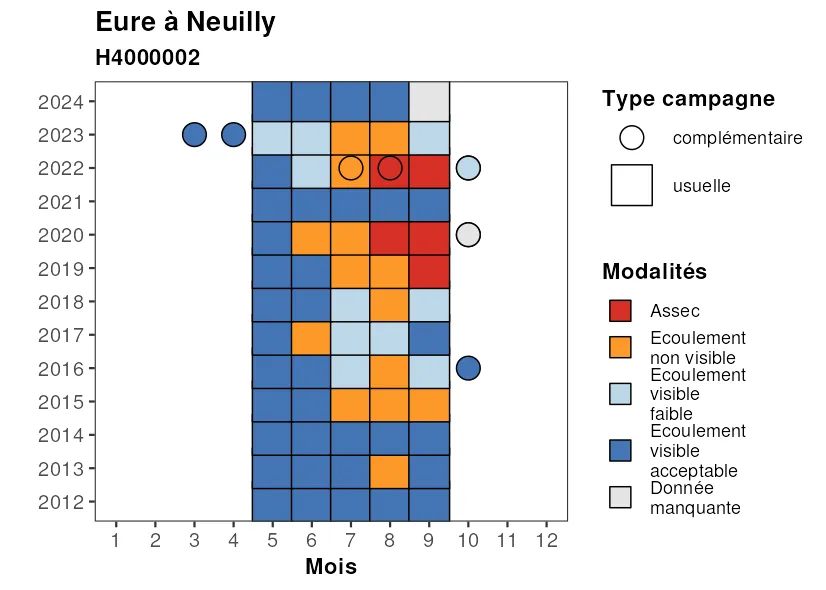 Eure à Neuilly
H4000002
2024
2023
2022
2021
2020
2019
2018
2017
2016
2015
2014
2013
2012
1 2 3 4 5 6 7 8 9 10 11 12
Mois
Type campagne
complémentaire
usuelle
Modalités
Assec
Ecoulement
non visible
Ecoulement
visible
faible
Ecoulement
visible
acceptable
Donnée
manquante